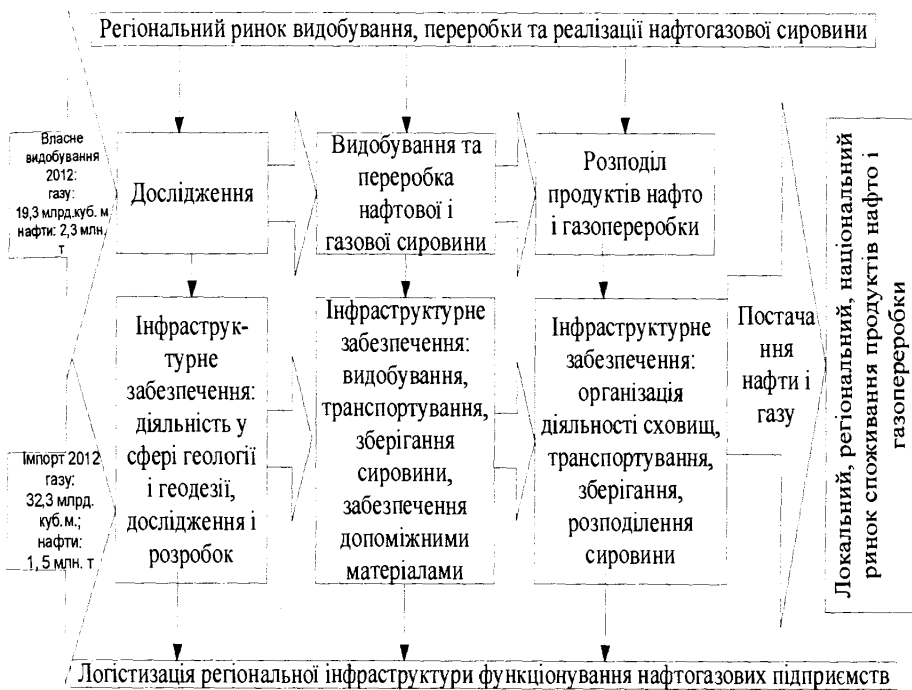 Регіональний ринок видобування, переробки та реалізації нафтогазової сировини
Власне
видобування
2012:
газу:
19,3 млрд.куб. м
нафти: 2,3 млн.
т
Дослідження
Видобування та
переробка
нафтової і
газової сировини
Розподіл
продуктів нафто
і газопереробки
Імпорт 2012
газу:
32,3 млрд.
куб. м.;
нафти:
1, 5 млн. т
Інфраструк-
турне
забезпечення:
діяльність у
сфері геології
і геодезії,
дослідження і
розробок
Інфраструктурне
забезпечення:
видобування,
транспортування,
зберігання
сировини,
забезпечення
допоміжними
матеріалами
Інфраструктурне
забезпечення:
організація
діяльності сховищ,
транспортування,
зберігання,
розподілення
сировини
Постача
ння
нафти і
газу
Локальний, регіональний, національний
ринок споживання продуктів нафто і
газопереробки
Логістизація регіональної інфраструктури функціонування нафтогазових підприємств